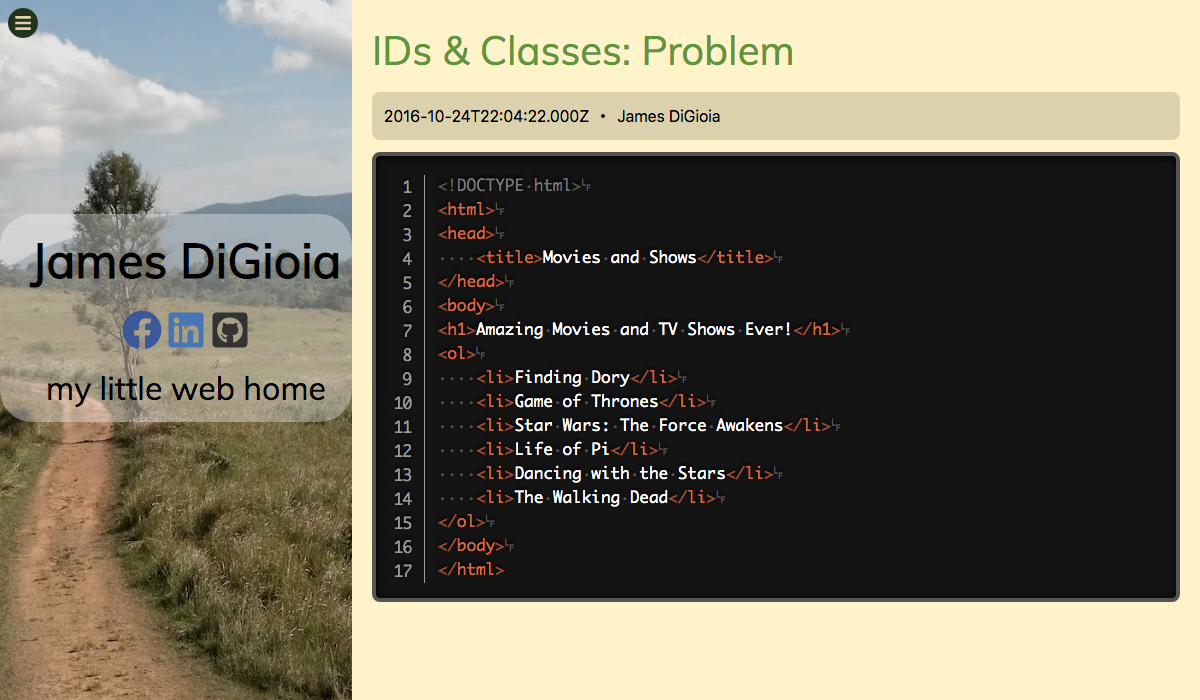 James DiGioia
my little web home
IDs & Classes: Problem
2016-10-24T22:04:22.000Z • James DiGioia
1 <!DOCTYPE html>
2 <html>
3 <head>
4     <title>Movies and Shows</title>
5 </head>
6 <body>
7 <h1>Amazing Movies and TV Shows Ever!</h1>
8 <ol>
9     <li>Finding Dory</li>
10     <li>Game of Thrones</li>
11     <li>Star Wars: The Force Awakens</li>
12     <li>Life of Pi</li>
13     <li>Dancing with the Stars</li>
14     <li>The Walking Dead</li>
15 </ol>
16 </body>
17 </html>